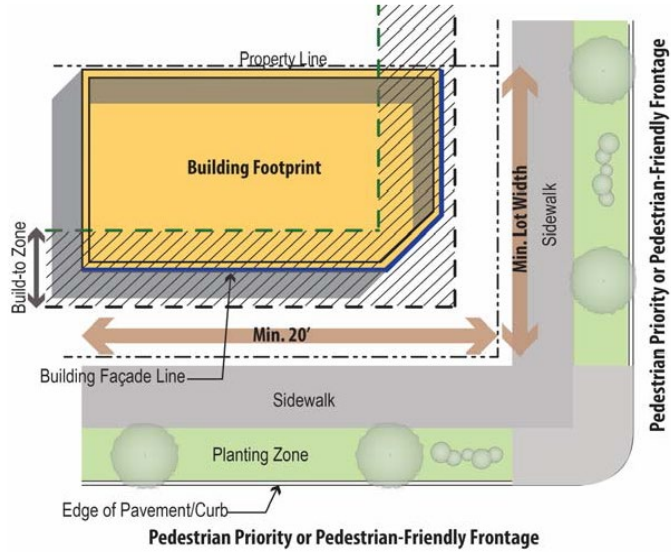 Property Line
Building Footprint
Build-to Zone
Min. Lot Width
Sidewalk
Pedestrian Priority or Pedestrian-Friendly Frontage
Min. 20'
Building Façade Line
Sidewalk
Planting Zone
Edge of Pavement/Curb
Pedestrian Priority or Pedestrian-Friendly Frontage